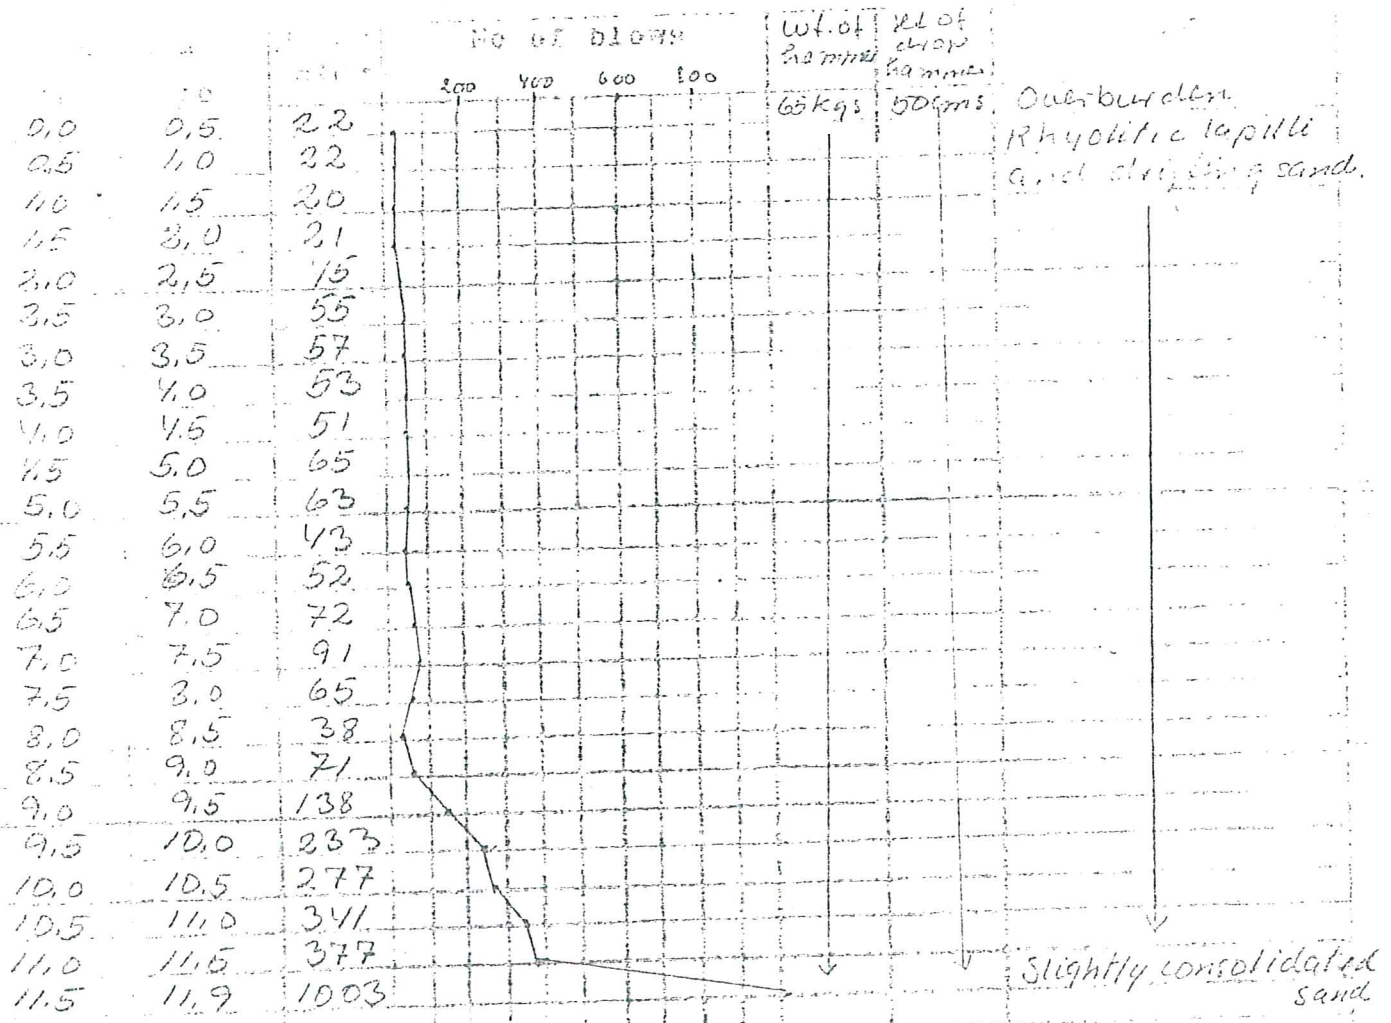 No of blows
Wt. of hammer
Ht of drop hammer
200 400 600 800
65kgs 50cms
Overburden.
Rhyolitic lapilli
and drifting sand.
0,0 0,5 22
0,5 1,0 22
1,0 1,5 20
1,5 2,0 21
2,0 2,5 45
2,5 3,0 55
3,0 3,5 57
3,5 4,0 53
4,0 4,5 51
4,5 5.0 65
5,0 5,5 63
5,5 6,0 43
6,0 6,5 52
6,5 7.0 72
7,0 7,5 91
7,5 8,0 65
8,0 8,5 38
8,5 9,0 71
9,0 9,5 138
9,5 10,0 233
10,0 10,5 277
10,5 11,0 341
11,0 11,5 377
11,5 11,9 1003
Slightly consolidated
sand